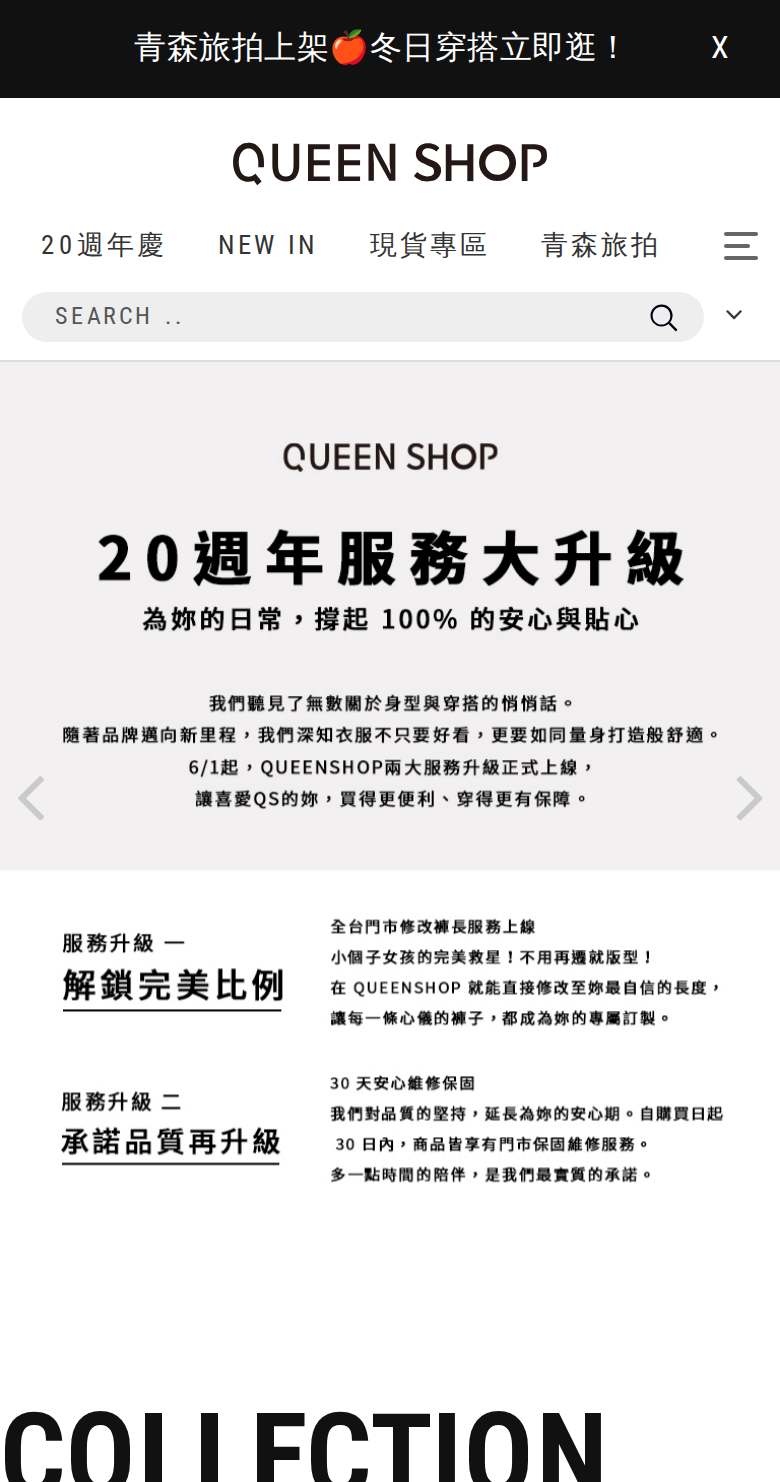 青森旅拍上架🍎冬日穿搭立即逛！
X
QUEEN SHOP
20週年慶 NEW IN 現貨專區 青森旅拍
SEARCH ..
QUEEN SHOP
20週年服務大升級
為妳的日常，撐起 100% 的安心與貼心
我們聽見了無數關於身型與穿搭的悄悄話。
隨著品牌邁向新里程，我們深知衣服不只要好看，更要如同量身打造般舒適。
6/1起，QUEENSHOP兩大服務升級正式上線，
讓喜愛QS的妳，買得更便利、穿得更有保障。
服務升級 一
解鎖完美比例
全台門市修改褲長服務上線
小個子女孩的完美救星！不用再遷就版型！
在 QUEENSHOP 就能直接修改至妳最自信的長度，
讓每一條心儀的褲子，都成為妳的專屬訂製。
服務升級 二
承諾品質再升級
30 天安心維修保固
我們對品質的堅持，延長為妳的安心期。自購買日起
30 日內，商品皆享有門市保固維修服務。
多一點時間的陪伴，是我們最實質的承諾。
COLLECTION